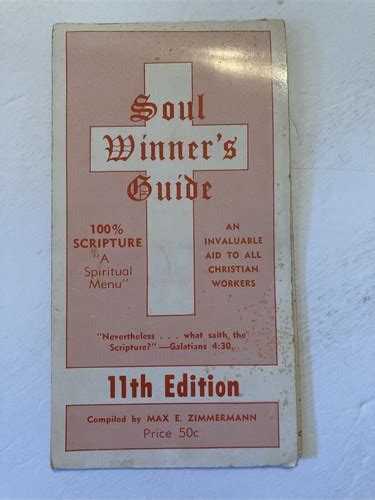 Soul
Winner's
Guide
100%
SCRIPTURE
"A
Spiritual
Menu"
AN
INVALUABLE
AID TO ALL
CHRISTIAN
WORKERS
"Nevertheless . . . what saith the
Scripture?"—Galatians 4:30.
11th Edition
Compiled by MAX E. ZIMMERMANN
Price 50c